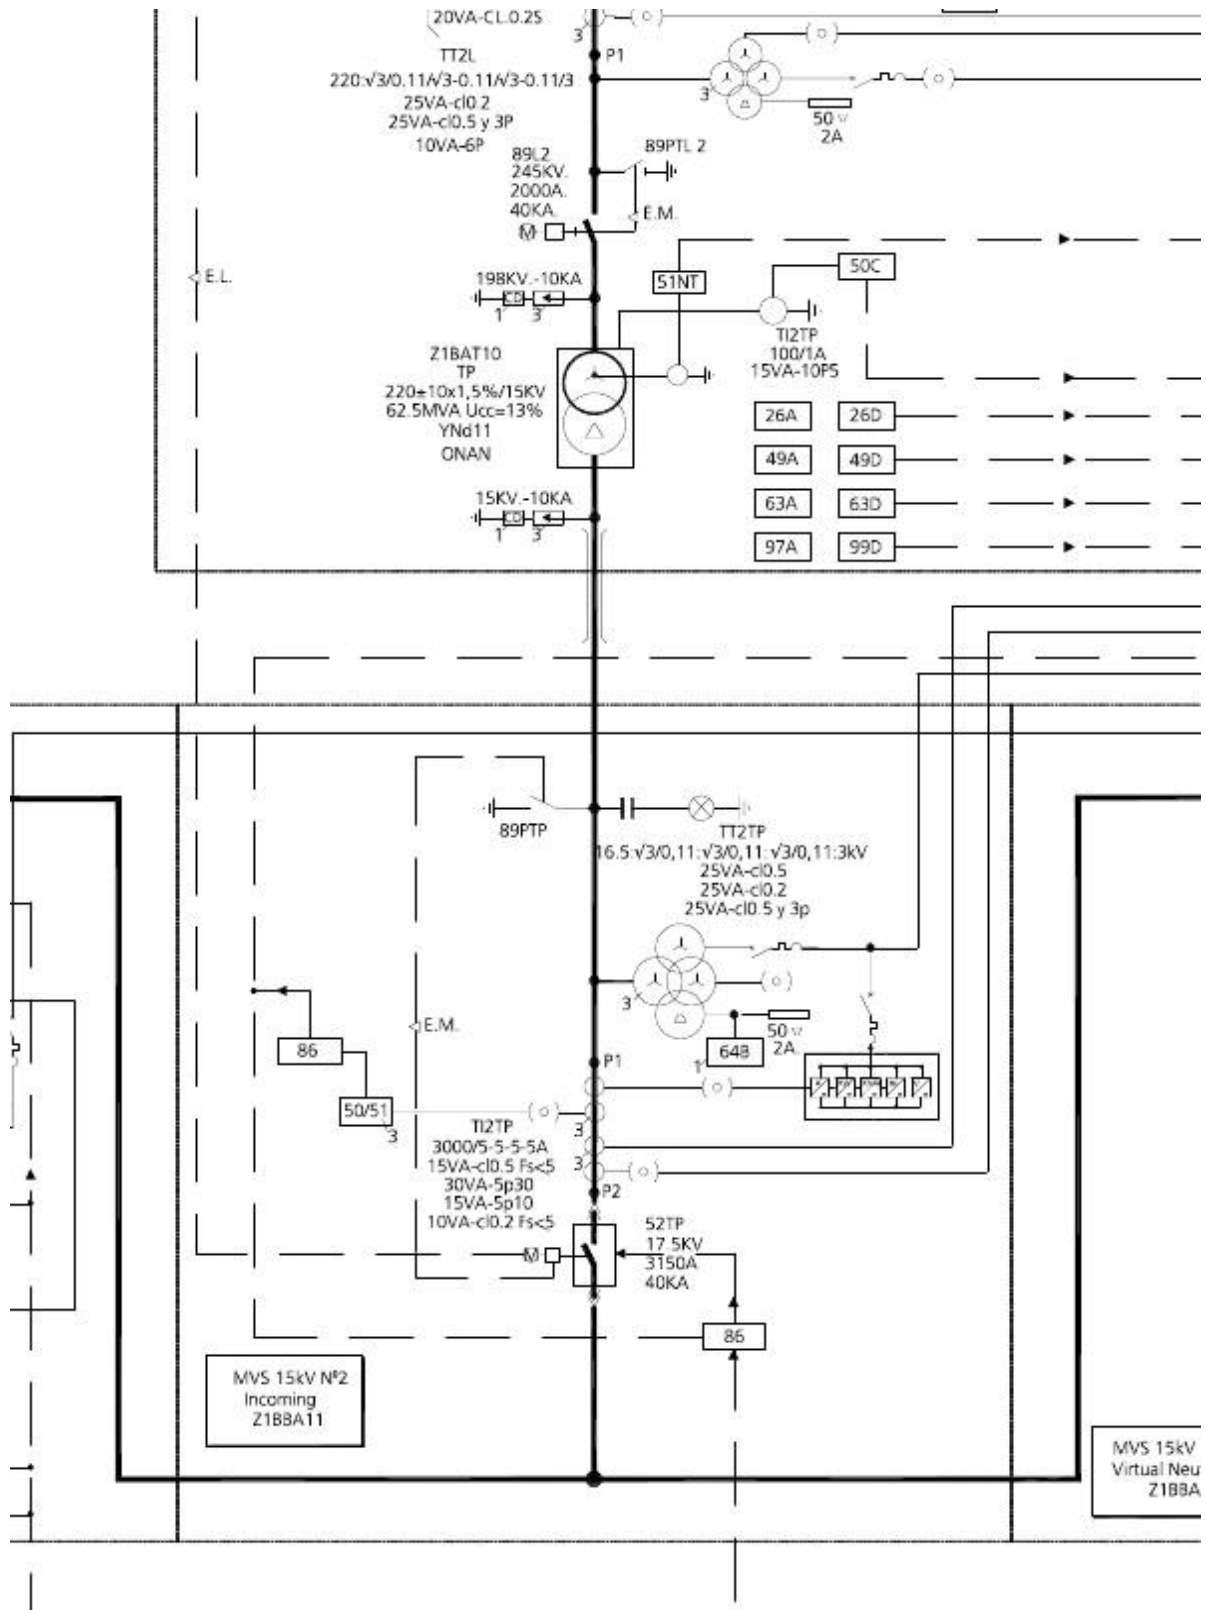 20VA-CL.0.2S
3
P1
TT2L
220:√3/0.11/√3-0.11/√3-0.11/3
25VA-cl0.2
25VA-cl0.5 y 3P
10VA-6P
3
50
2A
89L2
245KV.
2000A.
40KA.
89PTL 2
E.M.
M
E.L.
198KV.-10KA
CD
1
3
51NT
50C
TI2TP
100/1A
15VA-10P5
Z1BAT10
TP
220±10x1,5%/15KV
62.5MVA Ucc=13%
YNd11
ONAN
26A
26D
49A
49D
63A
63D
97A
99D
15KV.-10KA
CD
1
3
89PTP
TT2TP
16.5:√3/0,11:√3/0,11:√3/0,11:3kV
25VA-cl0.5
25VA-cl0.2
25VA-cl0.5 y 3p
3
50
2A.
64B
1
E.M.
86
50/51
3
P1
3
3
P2
TI2TP
3000/5-5-5-5A
15VA-cl0.5 Fs<5
30VA-5p30
15VA-5p10
10VA-cl0.2 Fs<5
M
52TP
17.5KV
3150A
40KA
86
MVS 15kV Nº2
Incoming
Z1BBA11
MVS 15kV
Virtual Neu
Z1BBA